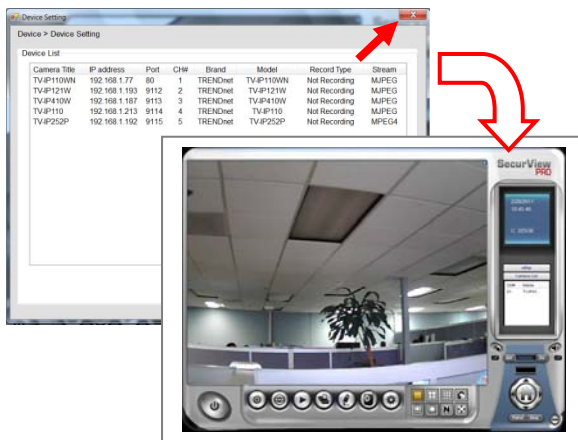 Device Setting
Device > Device Setting
Device List
Camera Title IP address Port CH# Brand Model Record Type Stream
TV-IP110WN 192.168.1.77 80 1 TRENDnet TV-IP110WN Not Recording MJPEG
TV-IP121W 192.168.1.193 9112 2 TRENDnet TV-IP121W Not Recording MJPEG
TV-IP410W 192.168.1.187 9113 3 TRENDnet TV-IP410W Not Recording MJPEG
TV-IP110 192.168.1.213 9114 4 TRENDnet TV-IP110 Not Recording MJPEG
TV-IP252P 192.168.1.192 9115 5 TRENDnet TV-IP252P Not Recording MPEG4
SecurView
PRO
N